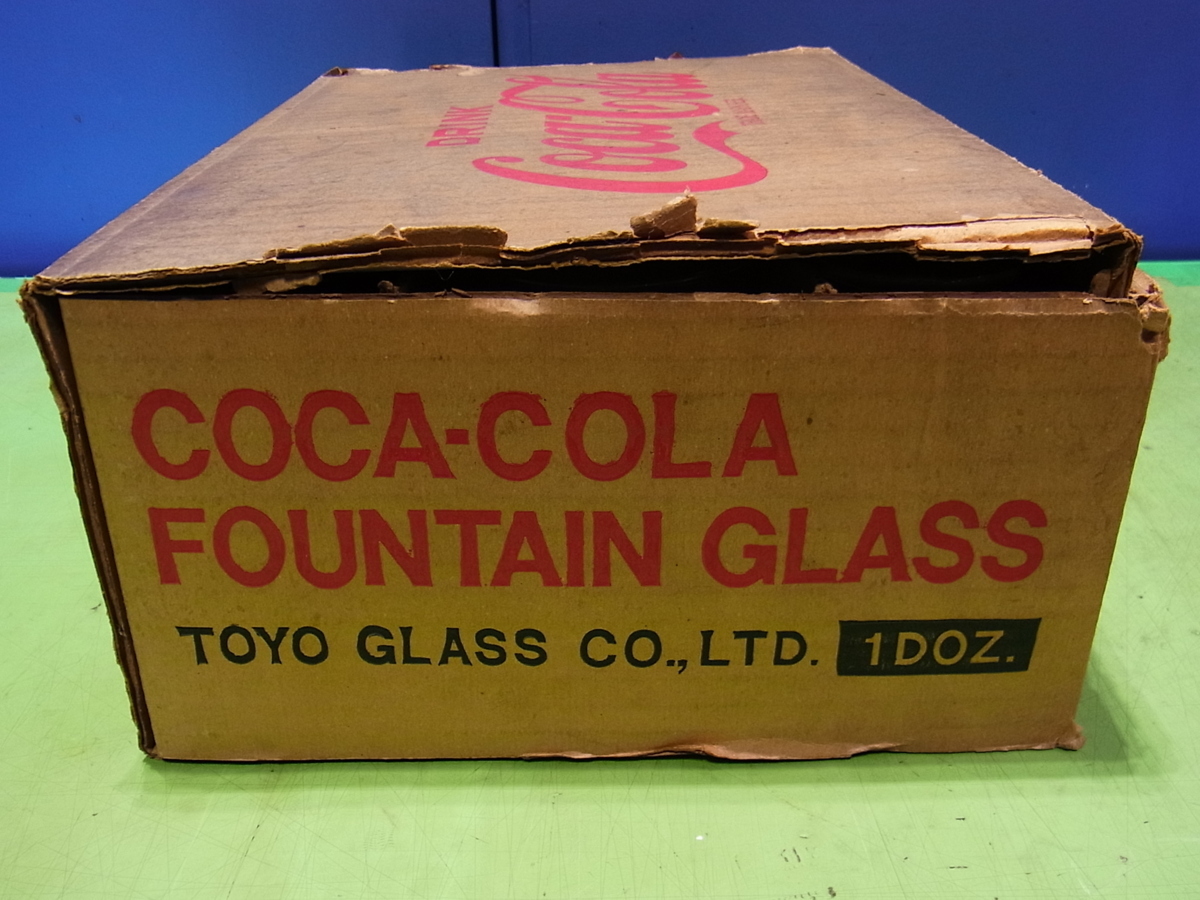 DRINK
Coca-Cola
COCA-COLA
FOUNTAIN GLASS
TOYO GLASS CO.,LTD. 1DOZ.